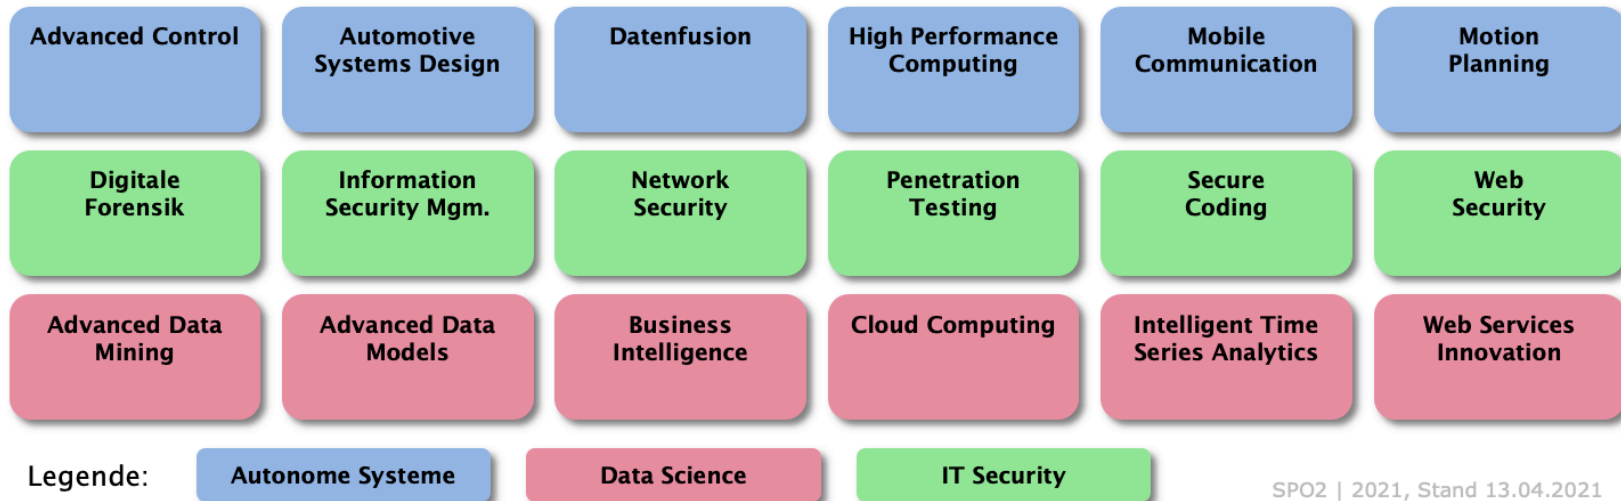 Advanced Control
Automotive
Systems Design
Datenfusion
High Performance
Computing
Mobile
Communication
Motion
Planning
Digitale
Forensik
Information
Security Mgm.
Network
Security
Penetration
Testing
Secure
Coding
Web
Security
Advanced Data
Mining
Advanced Data
Models
Business
Intelligence
Cloud Computing
Intelligent Time
Series Analytics
Web Services
Innovation
Legende:
Autonome Systeme
Data Science
IT Security
SPO2 | 2021, Stand 13.04.2021